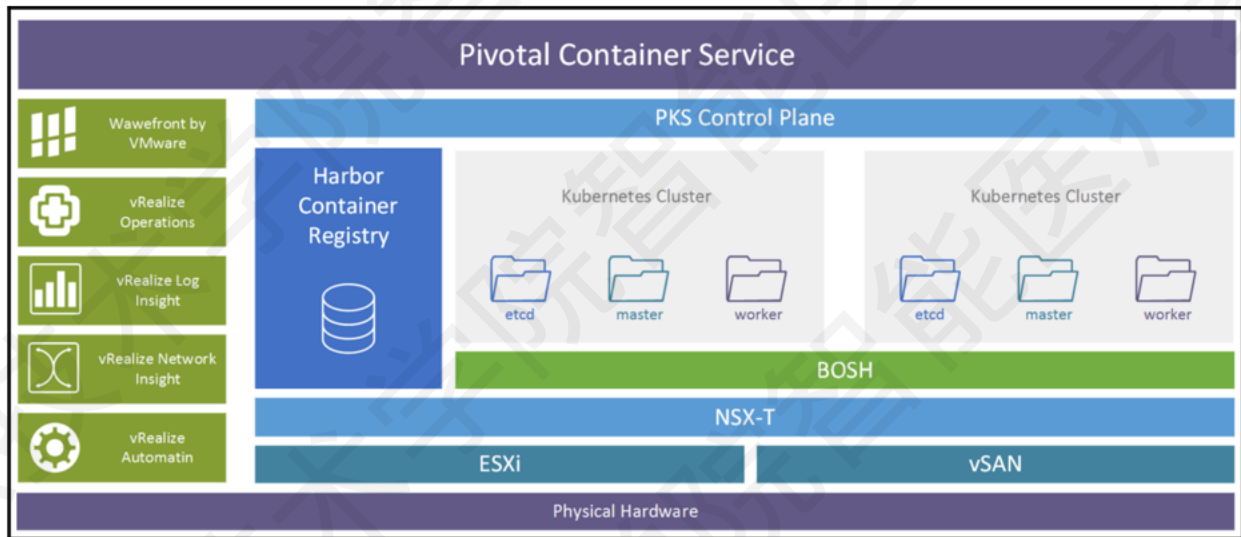 Pivotal Container Service
Wawefront by
VMware
vRealize
Operations
vRealize Log
Insight
vRealize Network
Insight
vRealize
Automatin
PKS Control Plane
Harbor
Container
Registry
Kubernetes Cluster
etcd master worker
Kubernetes Cluster
etcd master worker
BOSH
NSX-T
ESXi
vSAN
Physical Hardware